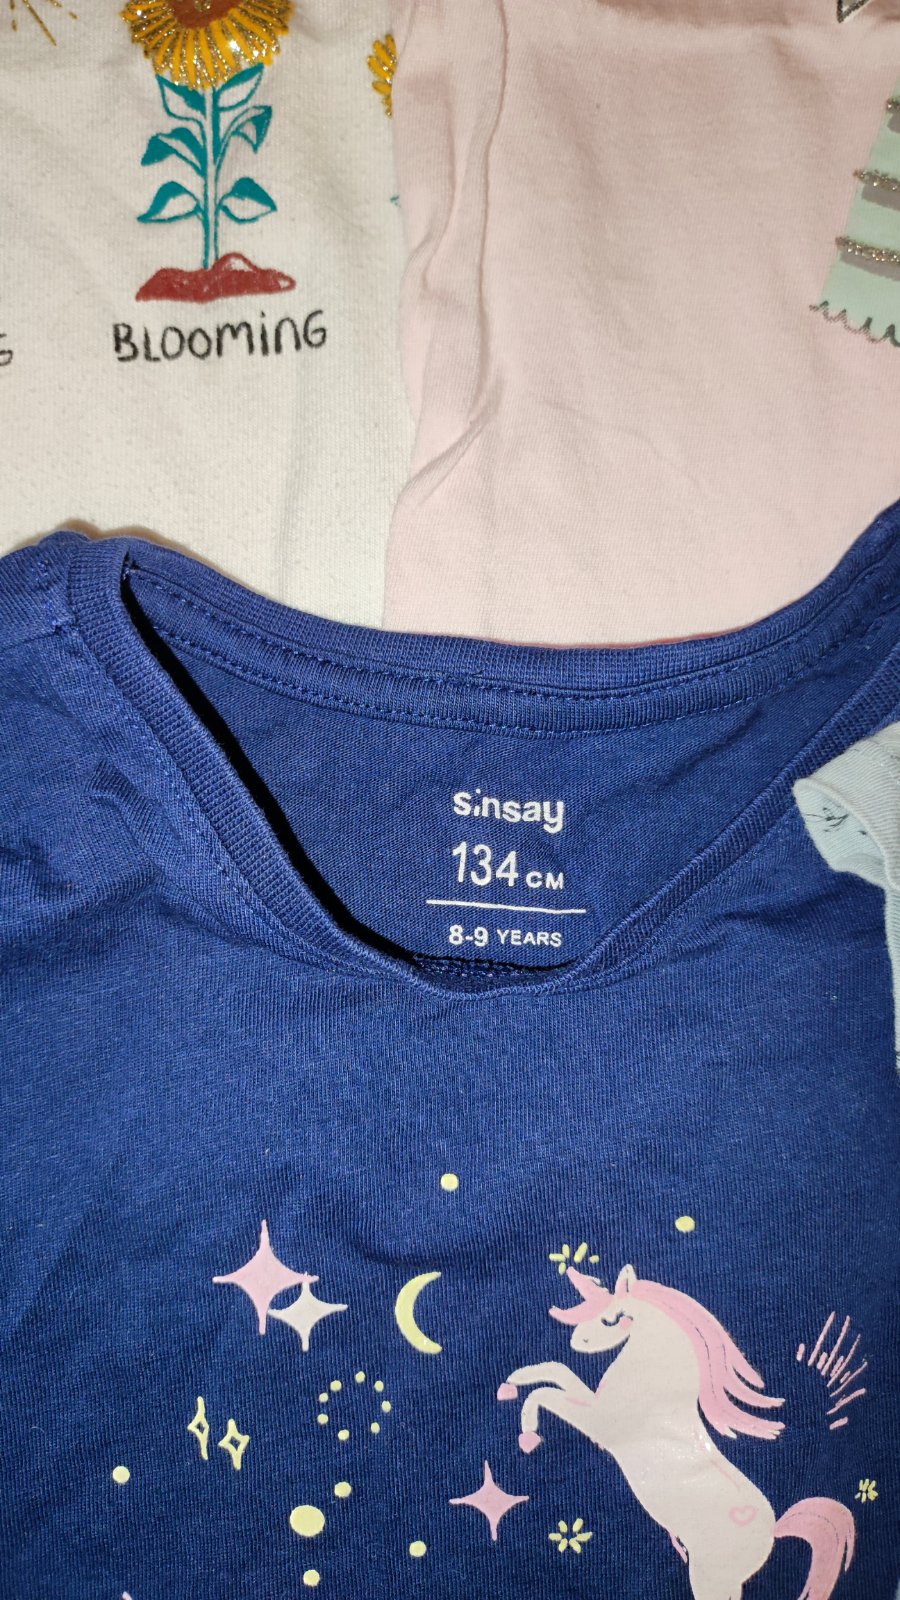 BLOOMING
G
sinsay
134 CM
8-9 YEARS